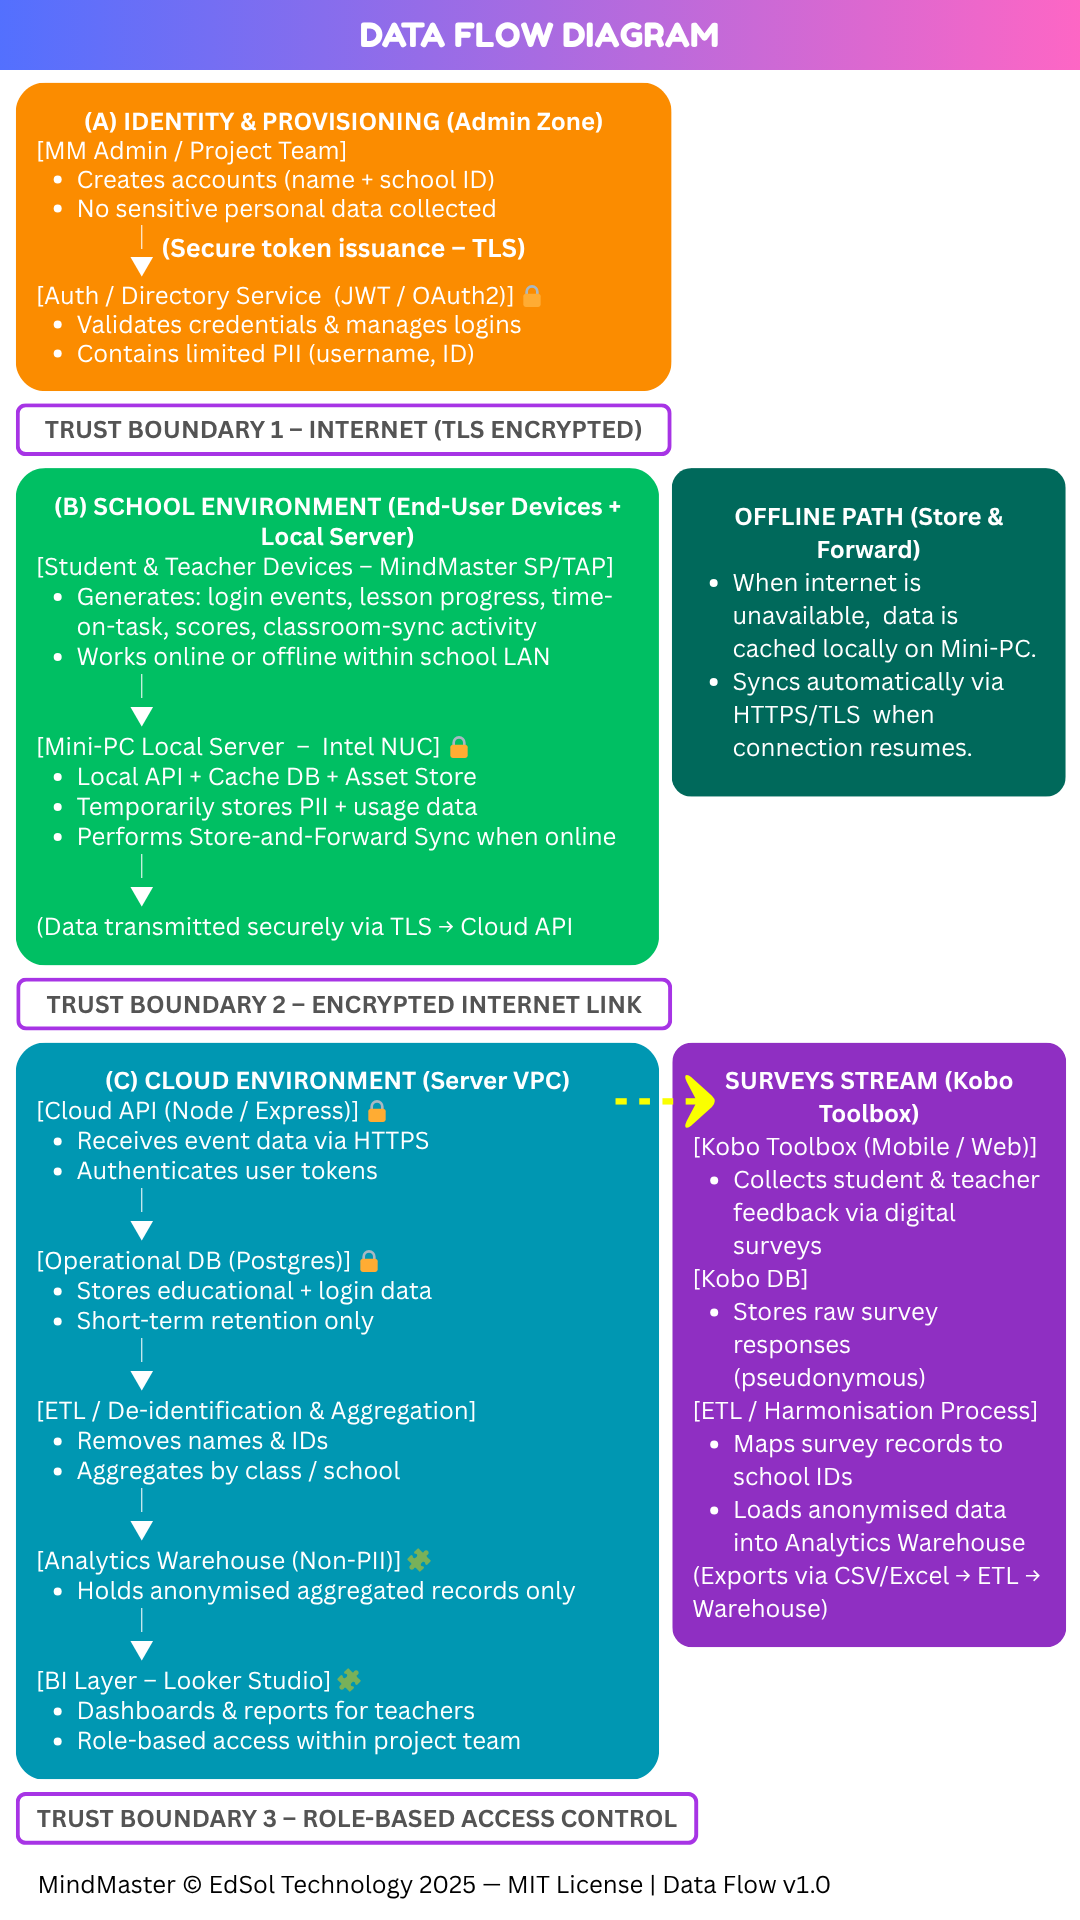 DATA FLOW DIAGRAM
(A) IDENTITY & PROVISIONING (Admin Zone)
[MM Admin / Project Team]
• Creates accounts (name + school ID)
• No sensitive personal data collected
(Secure token issuance – TLS)
[Auth / Directory Service (JWT / OAuth2)] 🔒
• Validates credentials & manages logins
• Contains limited PII (username, ID)
TRUST BOUNDARY 1 – INTERNET (TLS ENCRYPTED)
(B) SCHOOL ENVIRONMENT (End-User Devices +
Local Server)
[Student & Teacher Devices – MindMaster SP/TAP]
• Generates: login events, lesson progress, time-
on-task, scores, classroom-sync activity
• Works online or offline within school LAN
[Mini-PC Local Server – Intel NUC] 🔒
• Local API + Cache DB + Asset Store
• Temporarily stores PII + usage data
• Performs Store-and-Forward Sync when online
(Data transmitted securely via TLS → Cloud API
OFFLINE PATH (Store &
Forward)
• When internet is
unavailable, data is
cached locally on Mini-PC.
• Syncs automatically via
HTTPS/TLS when
connection resumes.
TRUST BOUNDARY 2 – ENCRYPTED INTERNET LINK
(C) CLOUD ENVIRONMENT (Server VPC)
[Cloud API (Node / Express)] 🔒
• Receives event data via HTTPS
• Authenticates user tokens
[Operational DB (Postgres)] 🔒
• Stores educational + login data
• Short-term retention only
[ETL / De-identification & Aggregation]
• Removes names & IDs
• Aggregates by class / school
[Analytics Warehouse (Non-PII)] 🧩
• Holds anonymised aggregated records only
[BI Layer – Looker Studio] 🧩
• Dashboards & reports for teachers
• Role-based access within project team
SURVEYS STREAM (Kobo
Toolbox)
[Kobo Toolbox (Mobile / Web)]
• Collects student & teacher
feedback via digital
surveys
[Kobo DB]
• Stores raw survey
responses
(pseudonymous)
[ETL / Harmonisation Process]
• Maps survey records to
school IDs
• Loads anonymised data
into Analytics Warehouse
(Exports via CSV/Excel → ETL →
Warehouse)
TRUST BOUNDARY 3 – ROLE-BASED ACCESS CONTROL
MindMaster © EdSol Technology 2025 — MIT License | Data Flow v1.0